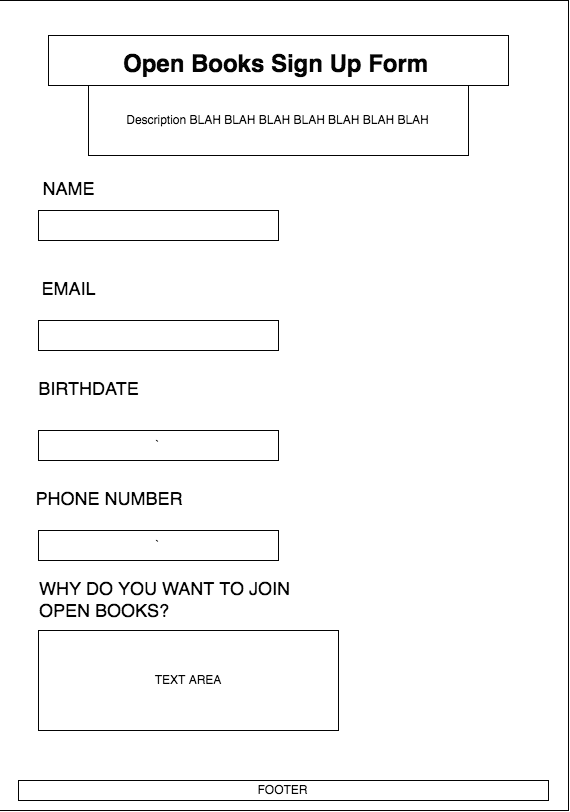 Open Books Sign Up Form
Description BLAH BLAH BLAH BLAH BLAH BLAH BLAH
NAME
EMAIL
BIRTHDATE
`
PHONE NUMBER
`
WHY DO YOU WANT TO JOIN
OPEN BOOKS?
TEXT AREA
FOOTER